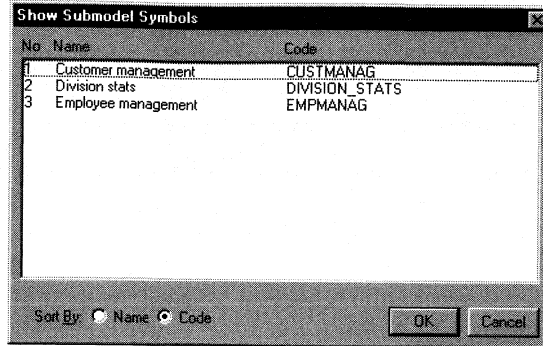 Show Submodel Symbols
No Name Code
1 Customer management CUSTMANAG
2 Division stats DIVISION_STATS
3 Employee management EMPMANAG
Sort By: Name Code
OK Cancel